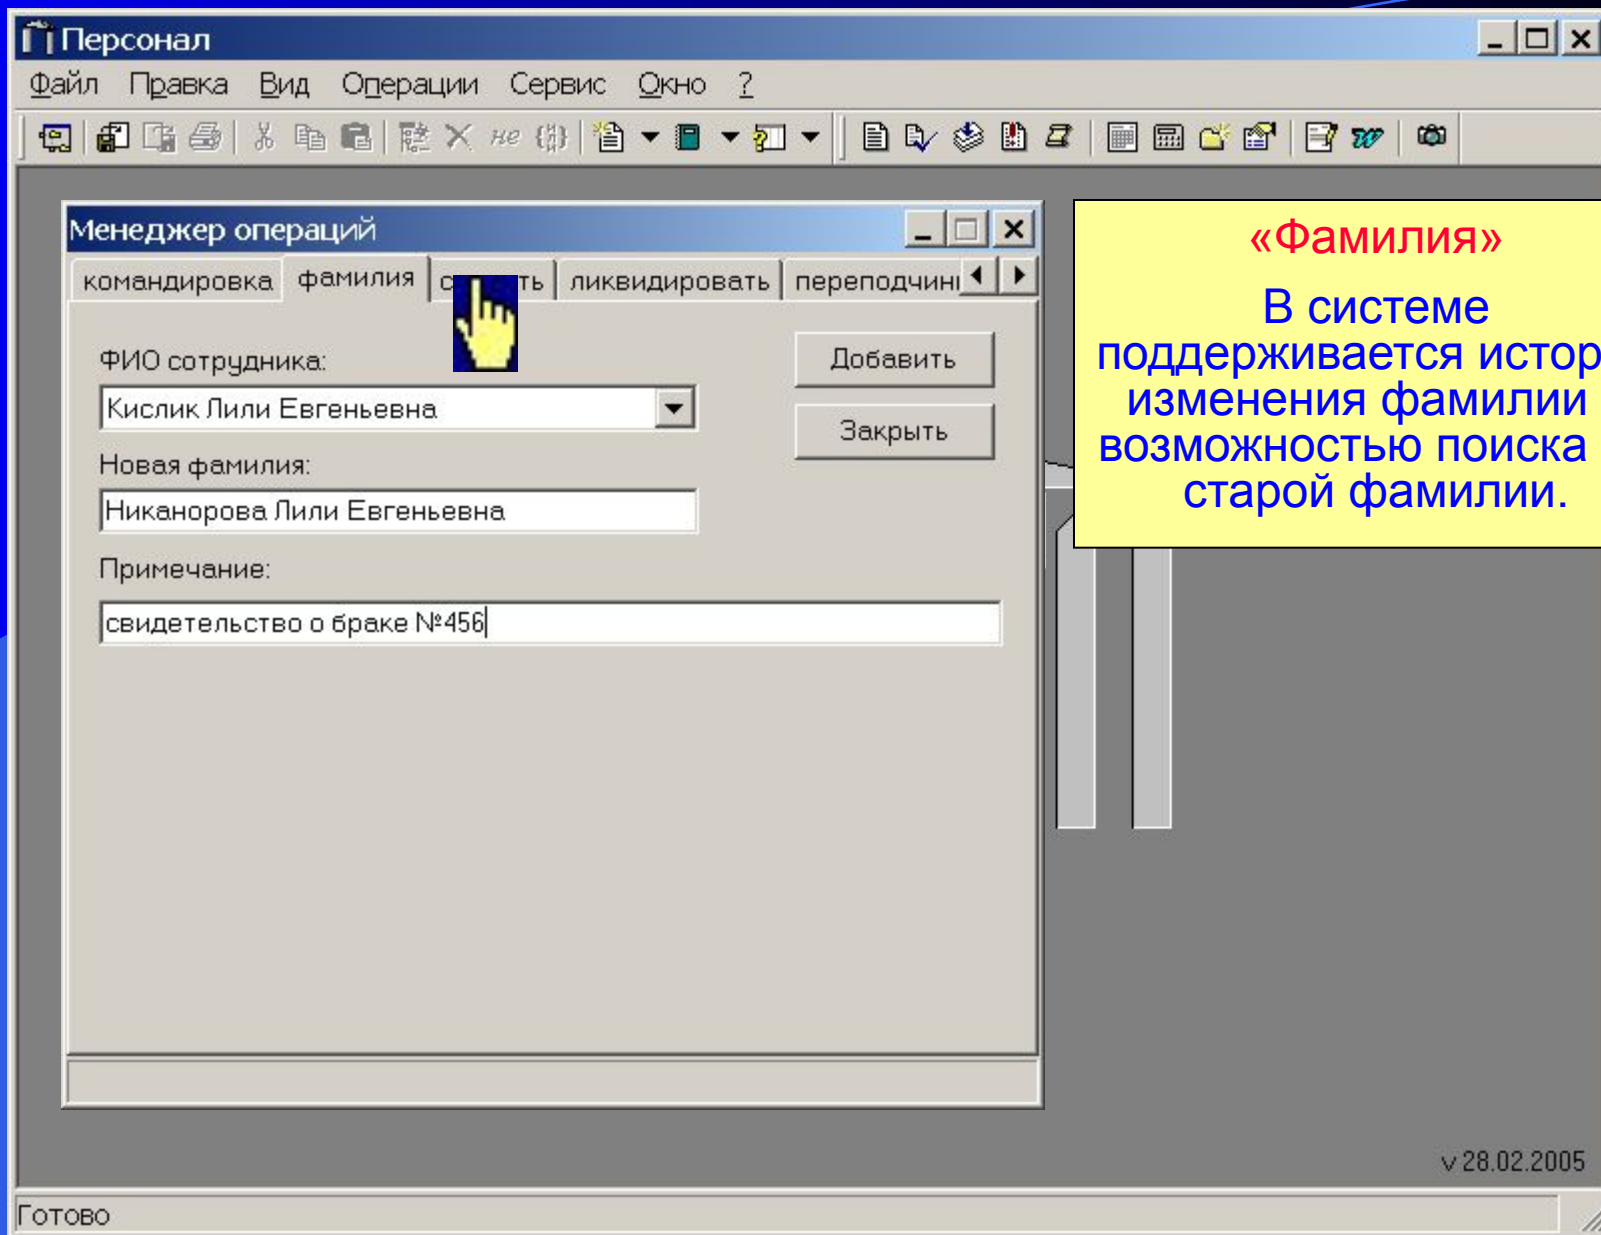 Персонал
Файл Правка Вид Операции Сервис Окно ?
Менеджер операций
командировка фамилия ликвидировать
ФИО сотрудника:
Кислик Лили Евгеньевна
Новая фамилия:
Никанорова Лили Евгеньевна
Примечание:
свидетельство о браке №456
Добавить
Закрыть
«Фамилия»
В системе
поддерживается
изменения фамилии
возможностью поиска
старой фамилии.
v 28.02.2005
Готово